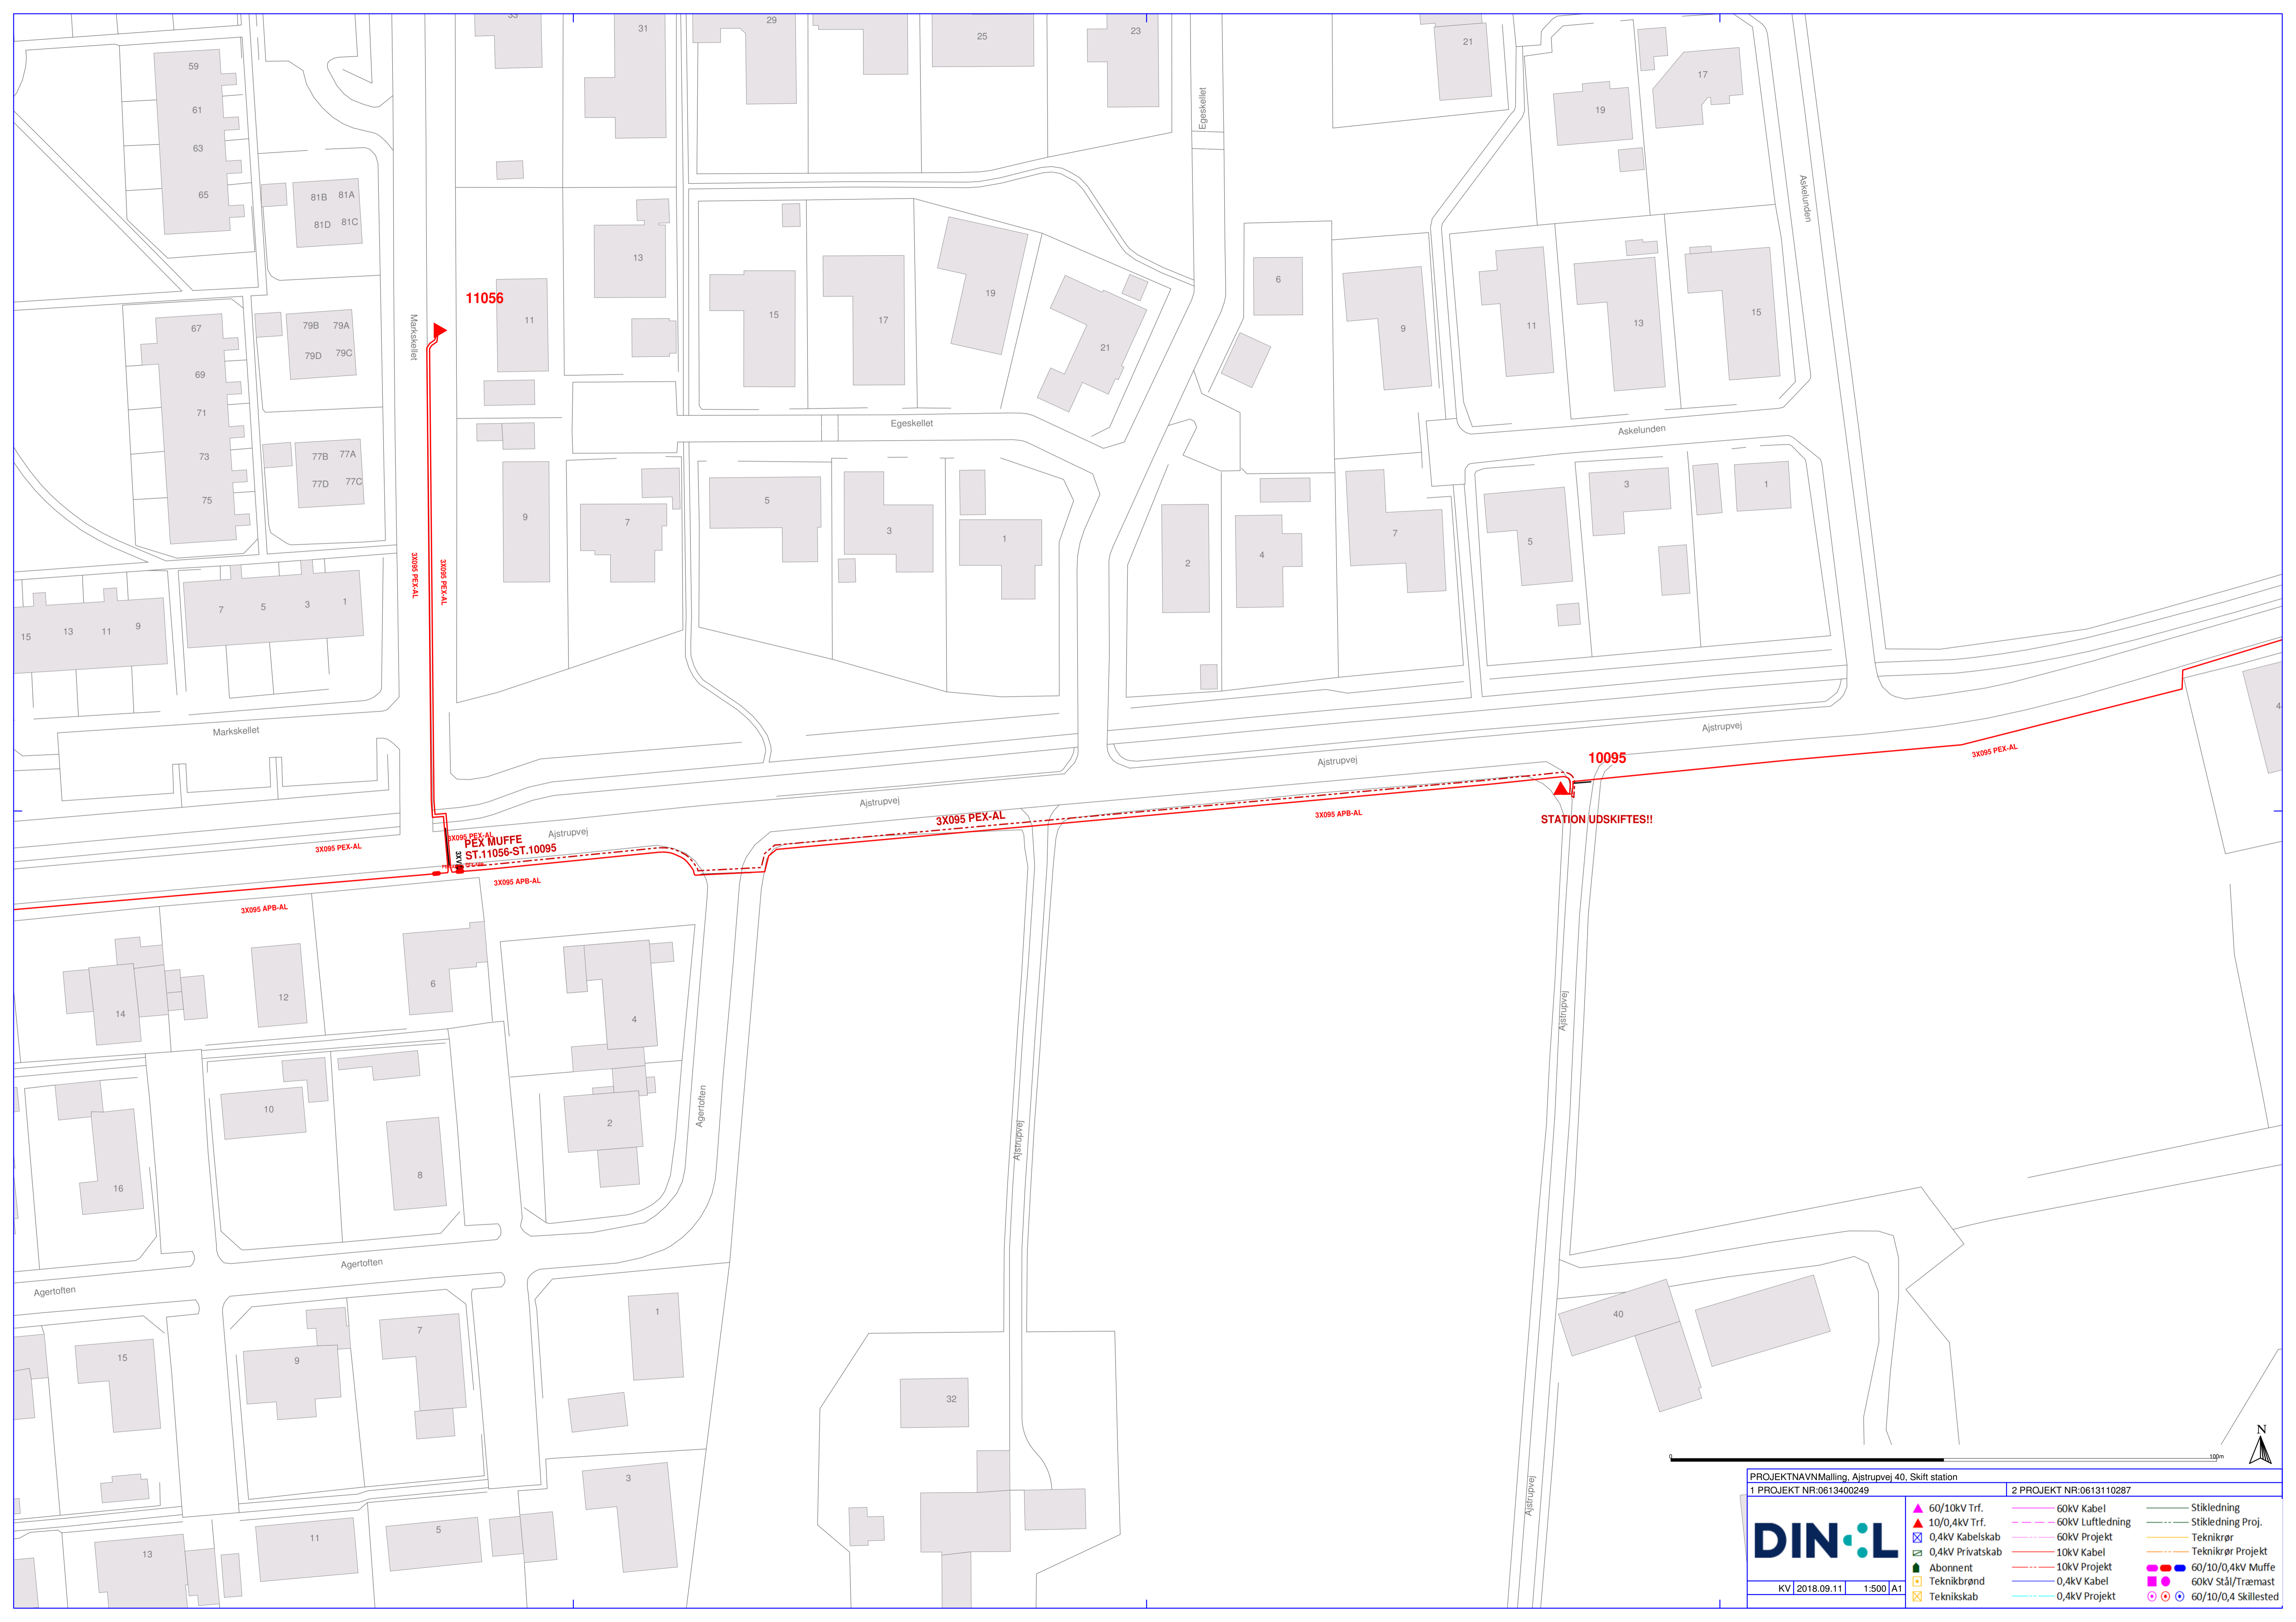 33
31
29
25
23
21
17
19
59
61
63
65
81B 81A
81D 81C
Egeskellet
Askelunden
13
6
11056
11
15
17
19
21
9
11
13
15
Markskellet
67
79B 79A
79D 79C
69
71
73
75
77B 77A
77D 77C
Egeskellet
Askelunden
9
7
5
3
1
2
4
7
5
3
1
3X095 PEX-AL
3X095 PEX-AL
15
13
11
9
7
5
3
1
Markskellet
Ajstrupvej
Ajstrupvej
Ajstrupvej
Ajstrupvej
10095
3X095 PEX-AL
4
3X095 PEX-AL
3X095 APB-AL
STATION UDSKIFTES!!
3X095 PEX-AL
3X095 PEX-AL
PEX MUFFE
ST.11056-ST.10095
3X095 APB-AL
3X095 APB-AL
14
12
6
4
Ajstrupvej
Ajstrupvej
Agertoften
10
8
2
16
Agertoften
Agertoften
15
9
7
1
40
32
3
5
11
13
Ajstrupvej
N
0
100m
PROJEKTNAVNMalling, Ajstrupvej 40, Skift station
1 PROJEKT NR:0613400249
2 PROJEKT NR:0613110287
DIN EL
KV 2018.09.11 1:500 A1
60/10kV Trf.
10/0,4kV Trf.
0,4kV Kabelskab
0,4kV Privatskab
Abonnent
Teknikbrønd
Teknikskab
60kV Kabel
60kV Luftledning
60kV Projekt
10kV Kabel
10kV Projekt
0,4kV Kabel
0,4kV Projekt
Stikledning
Stikledning Proj.
Teknikrør
Teknikrør Projekt
60/10/0,4kV Muffe
60kV Stål/Træmast
60/10/0,4 Skillested